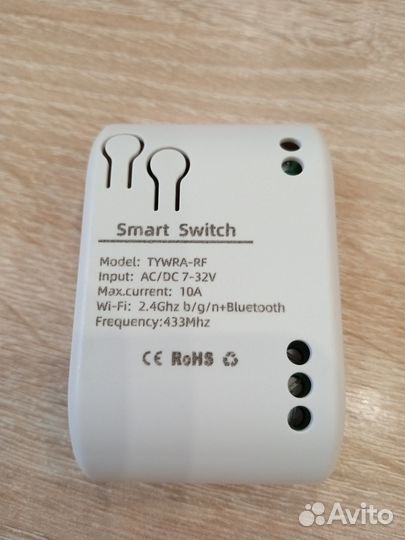 Smart Switch
Model: TYWRA-RF
Input: AC/DC 7-32V
Max.current: 10A
Wi-Fi: 2.4Ghz b/g/n+Bluetooth
Frequency:433Mhz
CE RoHS
Avito